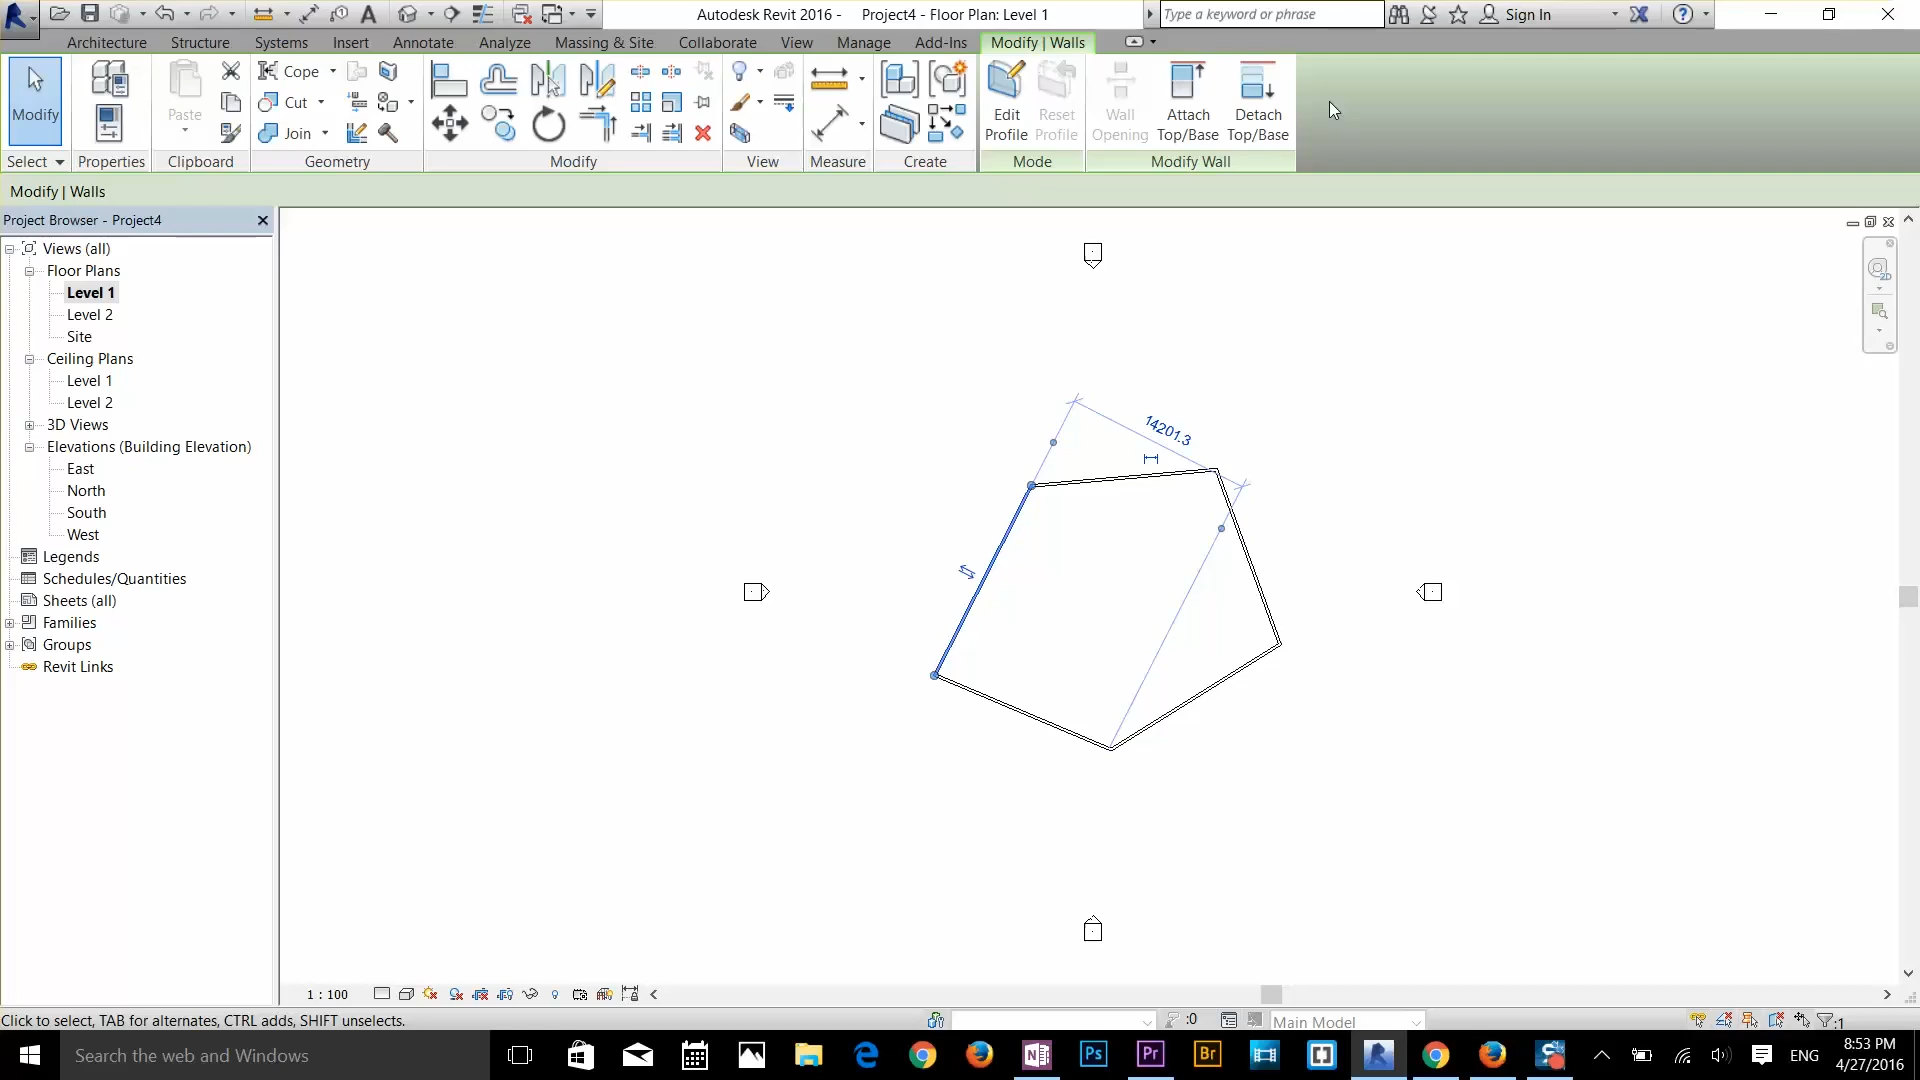 Autodesk Revit 2016 - Project4 - Floor Plan: Level 1
Type a keyword or phrase
Sign In
Architecture Structure Systems Insert Annotate Analyze Massing & Site Collaborate View Manage Add-Ins Modify | Walls
Modify
Select
Properties
Paste
Clipboard
Cope
Cut
Join
Geometry
Modify
View
Measure
Create
Edit Profile
Reset Profile
Mode
Wall Opening
Attach Top/Base
Detach Top/Base
Modify Wall
Modify | Walls
Project Browser - Project4
Views (all)
Floor Plans
Level 1
Level 2
Site
Ceiling Plans
Level 1
Level 2
3D Views
Elevations (Building Elevation)
East
North
South
West
Legends
Schedules/Quantities
Sheets (all)
Families
Groups
Revit Links
2D
14201.3
1 : 100
Click to select, TAB for alternates, CTRL adds, SHIFT unselects.
:0
Main Model
:1
Search the web and Windows
Ps
Pr
Br
ENG
8:53 PM
4/27/2016